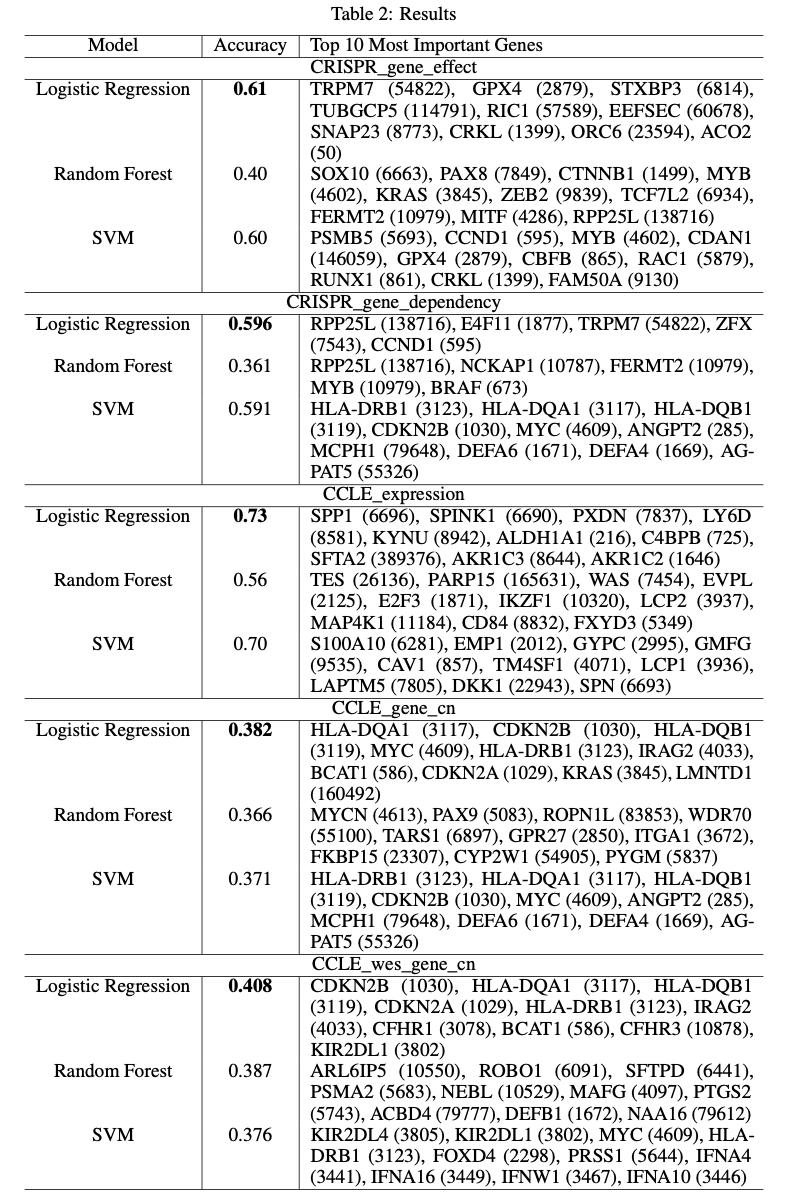 Table 2: Results
Model Accuracy Top 10 Most Important Genes
CRISPR_gene_effect
Logistic Regression 0.61 TRPM7 (54822), GPX4 (2879), STXBP3 (6814),
TUBGCP5 (114791), RIC1 (57589), EEFSEC (60678),
SNAP23 (8773), CRKL (1399), ORC6 (23594), ACO2
(50)
Random Forest 0.40 SOX10 (6663), PAX8 (7849), CTNNB1 (1499), MYB
(4602), KRAS (3845), ZEB2 (9839), TCF7L2 (6934),
FERMT2 (10979), MITF (4286), RPP25L (138716)
SVM 0.60 PSMB5 (5693), CCND1 (595), MYB (4602), CDAN1
(146059), GPX4 (2879), CBFB (865), RAC1 (5879),
RUNX1 (861), CRKL (1399), FAM50A (9130)
CRISPR_gene_dependency
Logistic Regression 0.596 RPP25L (138716), E4F11 (1877), TRPM7 (54822), ZFX
(7543), CCND1 (595)
Random Forest 0.361 RPP25L (138716), NCKAP1 (10787), FERMT2 (10979),
MYB (10979), BRAF (673)
SVM 0.591 HLA-DRB1 (3123), HLA-DQA1 (3117), HLA-DQB1
(3119), CDKN2B (1030), MYC (4609), ANGPT2 (285),
MCPH1 (79648), DEFA6 (1671), DEFA4 (1669), AG-
PAT5 (55326)
CCLE_expression
Logistic Regression 0.73 SPP1 (6696), SPINK1 (6690), PXDN (7837), LY6D
(8581), KYNU (8942), ALDH1A1 (216), C4BPB (725),
SFTA2 (389376), AKR1C3 (8644), AKR1C2 (1646)
Random Forest 0.56 TES (26136), PARP15 (165631), WAS (7454), EVPL
(2125), E2F3 (1871), IKZF1 (10320), LCP2 (3937),
MAP4K1 (11184), CD84 (8832), FXYD3 (5349)
SVM 0.70 S100A10 (6281), EMP1 (2012), GYPC (2995), GMFG
(9535), CAV1 (857), TM4SF1 (4071), LCP1 (3936),
LAPTM5 (7805), DKK1 (22943), SPN (6693)
CCLE_gene_cn
Logistic Regression 0.382 HLA-DQA1 (3117), CDKN2B (1030), HLA-DQB1
(3119), MYC (4609), HLA-DRB1 (3123), IRAG2 (4033),
BCAT1 (586), CDKN2A (1029), KRAS (3845), LMNTD1
(160492)
Random Forest 0.366 MYCN (4613), PAX9 (5083), ROPN1L (83853), WDR70
(55100), TARS1 (6897), GPR27 (2850), ITGA1 (3672),
FKBP15 (23307), CYP2W1 (54905), PYGM (5837)
SVM 0.371 HLA-DRB1 (3123), HLA-DQA1 (3117), HLA-DQB1
(3119), CDKN2B (1030), MYC (4609), ANGPT2 (285),
MCPH1 (79648), DEFA6 (1671), DEFA4 (1669), AG-
PAT5 (55326)
CCLE_wes_gene_cn
Logistic Regression 0.408 CDKN2B (1030), HLA-DQA1 (3117), HLA-DQB1
(3119), CDKN2A (1029), HLA-DRB1 (3123), IRAG2
(4033), CFHR1 (3078), BCAT1 (586), CFHR3 (10878),
KIR2DL1 (3802)
Random Forest 0.387 ARL6IP5 (10550), ROBO1 (6091), SFTPD (6441),
PSMA2 (5683), NEBL (10529), MAFG (4097), PTGS2
(5743), ACBD4 (79777), DEFB1 (1672), NAA16 (79612)
SVM 0.376 KIR2DL4 (3805), KIR2DL1 (3802), MYC (4609), HLA-
DRB1 (3123), FOXD4 (2298), PRSS1 (5644), IFNA4
(3441), IFNA16 (3449), IFNW1 (3467), IFNA10 (3446)